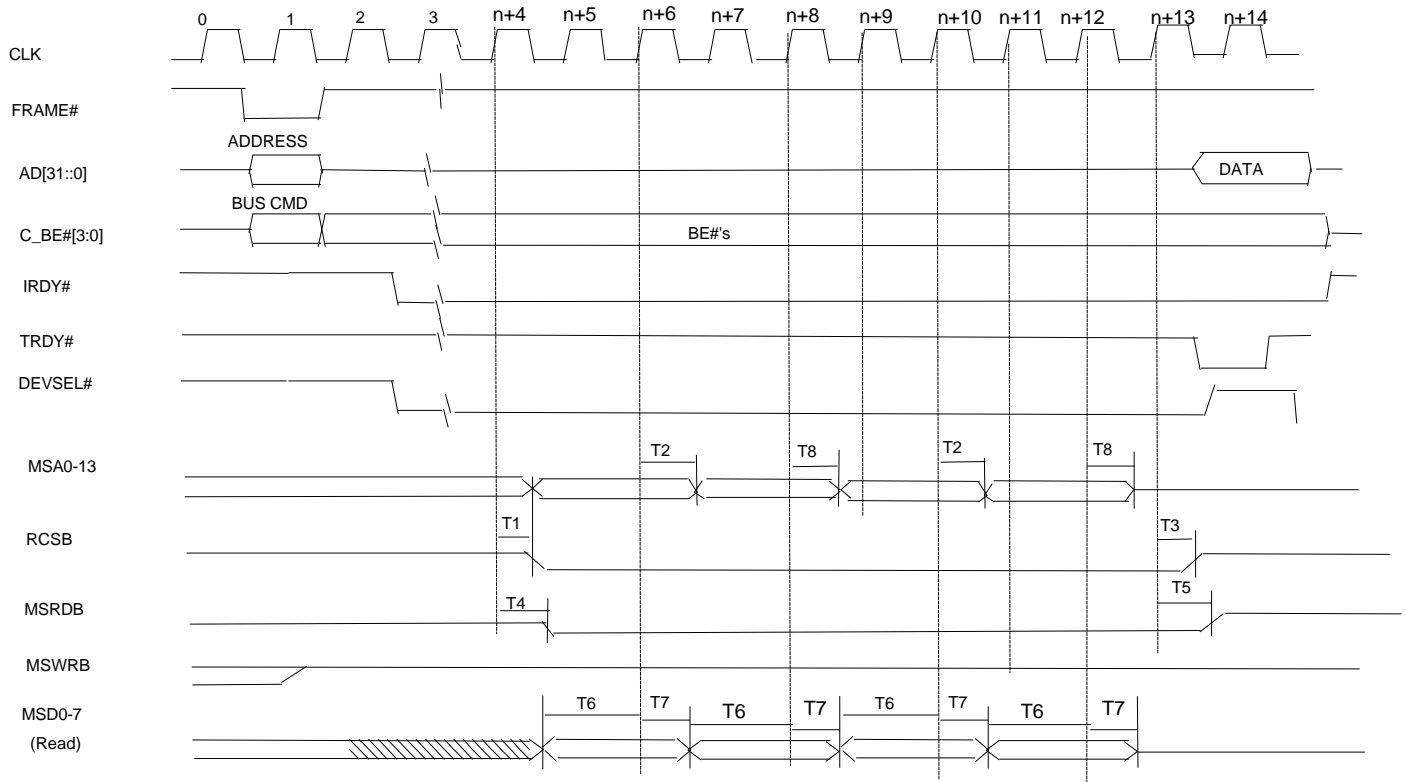 0 1 2 3 n+4 n+5 n+6 n+7 n+8 n+9 n+10 n+11 n+12 n+13 n+14
CLK
FRAME#
ADDRESS
AD[31::0] DATA
BUS CMD
C_BE#[3:0] BE#'s
IRDY#
TRDY#
DEVSEL#
T2 T8 T2 T8
MSA0-13
T1 T3
RCSB
T5
T4
MSRDB
MSWRB
T6 T7 T6 T7 T6 T7 T6 T7
MSD0-7
(Read)